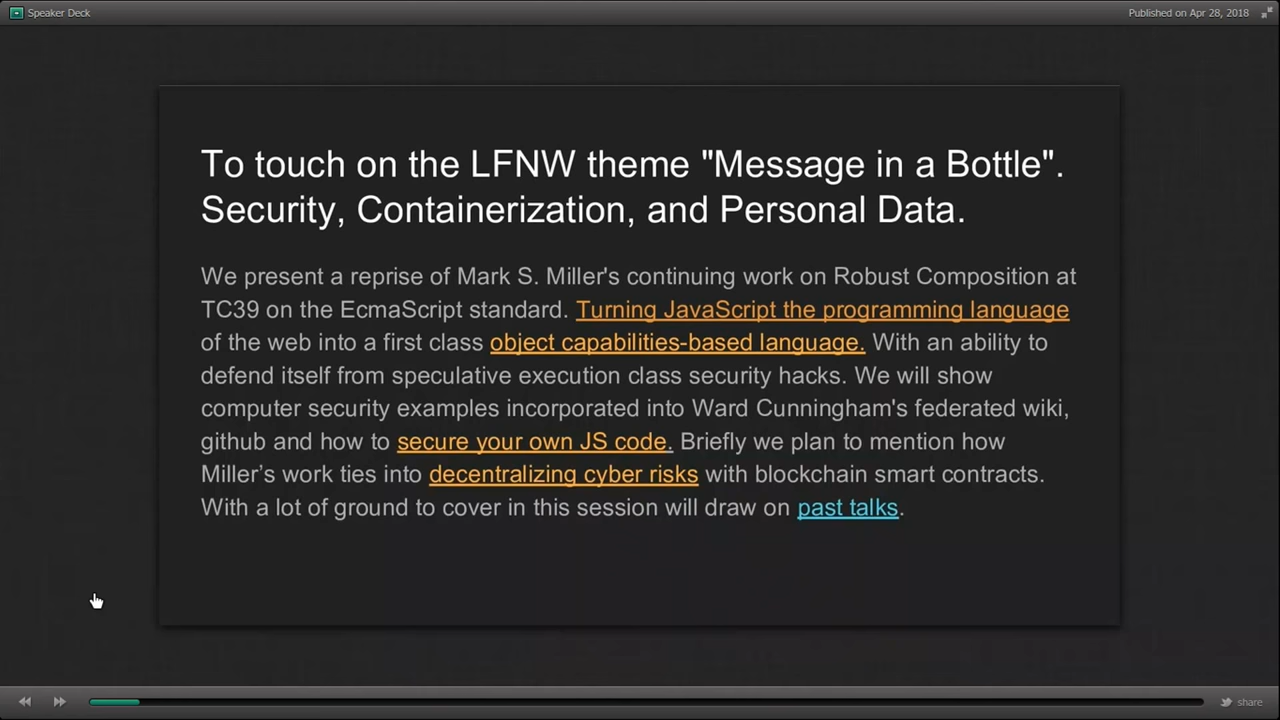 Speaker Deck
Published on Apr 28, 2018
To touch on the LFNW theme "Message in a Bottle".
Security, Containerization, and Personal Data.
We present a reprise of Mark S. Miller's continuing work on Robust Composition at
TC39 on the EcmaScript standard. Turning JavaScript the programming language
of the web into a first class object capabilities-based language. With an ability to
defend itself from speculative execution class security hacks. We will show
computer security examples incorporated into Ward Cunningham's federated wiki,
github and how to secure your own JS code. Briefly we plan to mention how
Miller’s work ties into decentralizing cyber risks with blockchain smart contracts.
With a lot of ground to cover in this session will draw on past talks.
share